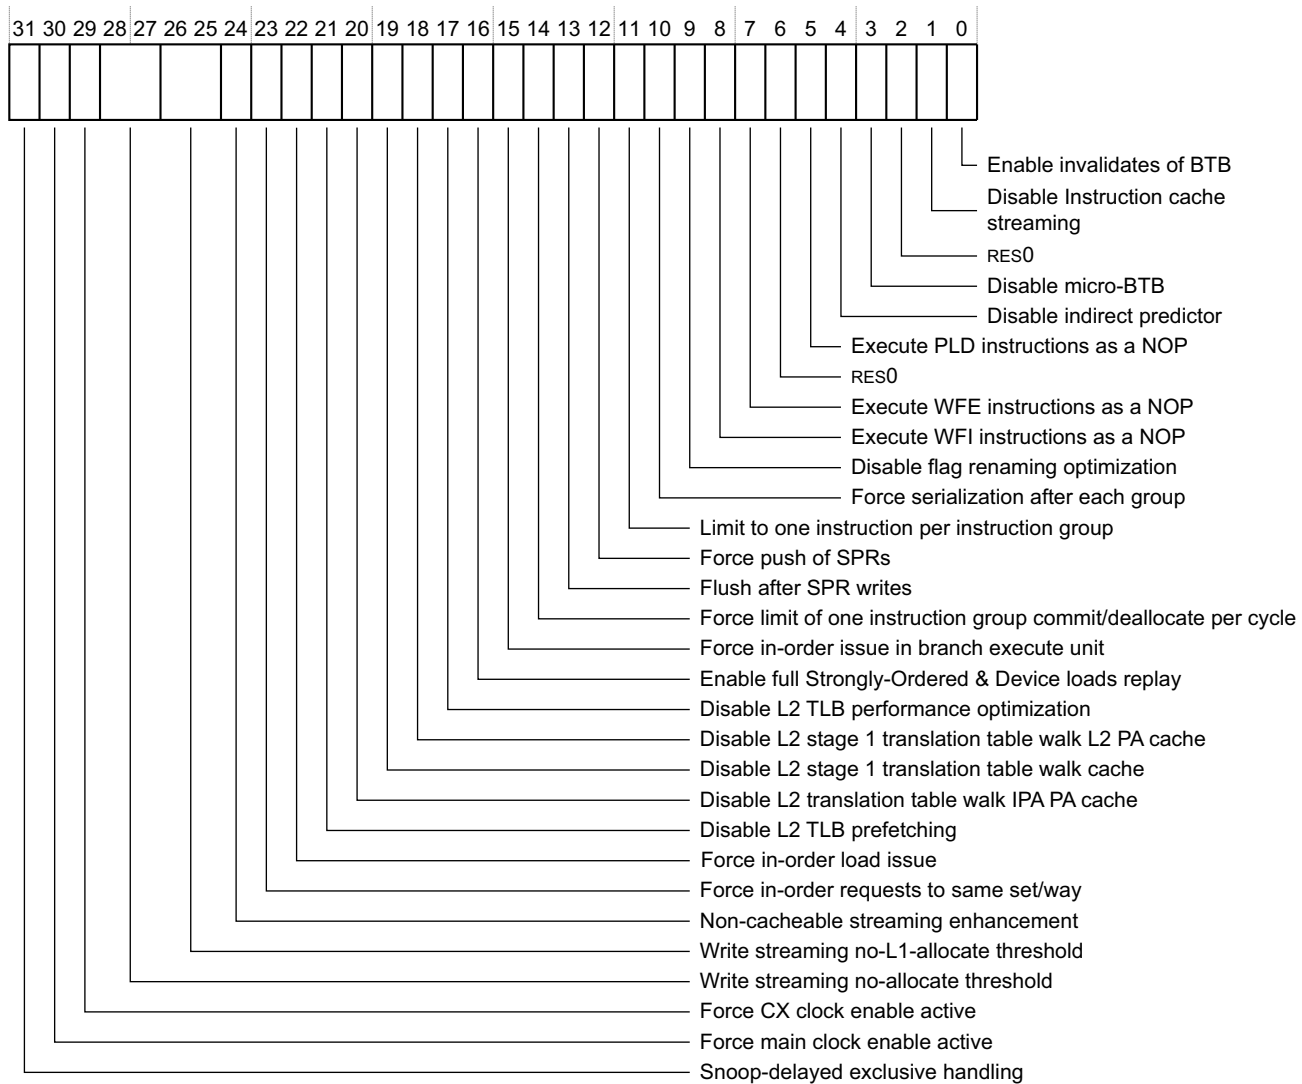 31 30 29 28 27 26 25 24 23 22 21 20 19 18 17 16 15 14 13 12 11 10 9 8 7 6 5 4 3 2 1 0
Enable invalidates of BTB
Disable Instruction cache
streaming
RES0
Disable micro-BTB
Disable indirect predictor
Execute PLD instructions as a NOP
RES0
Execute WFE instructions as a NOP
Execute WFI instructions as a NOP
Disable flag renaming optimization
Force serialization after each group
Limit to one instruction per instruction group
Force push of SPRs
Flush after SPR writes
Force limit of one instruction group commit/deallocate per cycle
Force in-order issue in branch execute unit
Enable full Strongly-Ordered & Device loads replay
Disable L2 TLB performance optimization
Disable L2 stage 1 translation table walk L2 PA cache
Disable L2 stage 1 translation table walk cache
Disable L2 translation table walk IPA PA cache
Disable L2 TLB prefetching
Force in-order load issue
Force in-order requests to same set/way
Non-cacheable streaming enhancement
Write streaming no-L1-allocate threshold
Write streaming no-allocate threshold
Force CX clock enable active
Force main clock enable active
Snoop-delayed exclusive handling